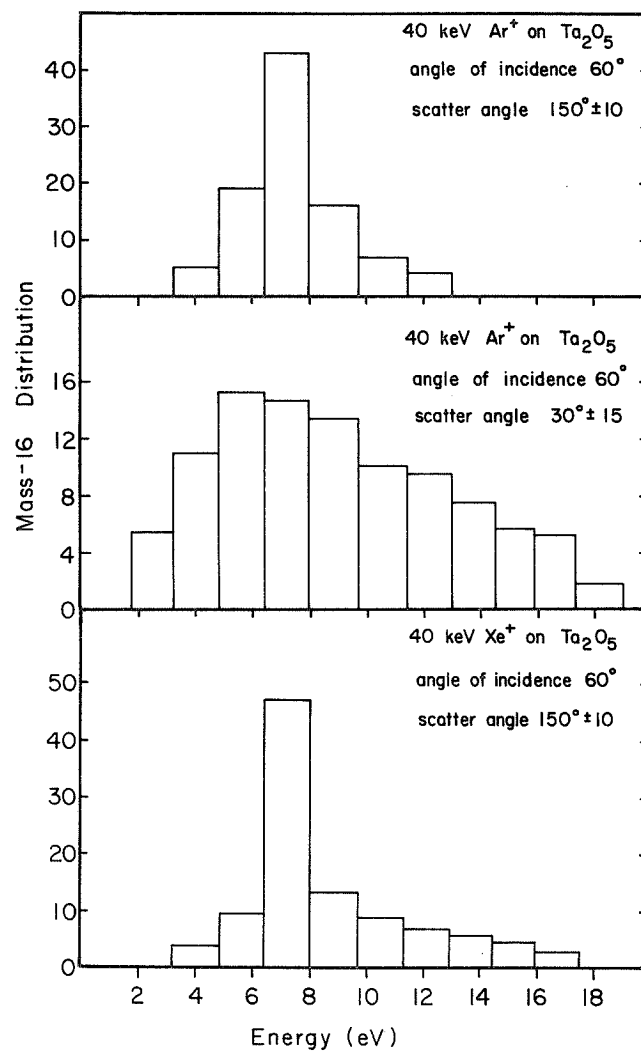 40 keV Ar⁺ on Ta₂O₅
angle of incidence 60°
scatter angle 150°±10
40
30
20
10
0
40 keV Ar⁺ on Ta₂O₅
angle of incidence 60°
scatter angle 30°±15
16
12
8
4
0
40 keV Xe⁺ on Ta₂O₅
angle of incidence 60°
scatter angle 150°±10
50
40
30
20
10
0
2 4 6 8 10 12 14 16 18
Energy (eV)
Mass-16 Distribution